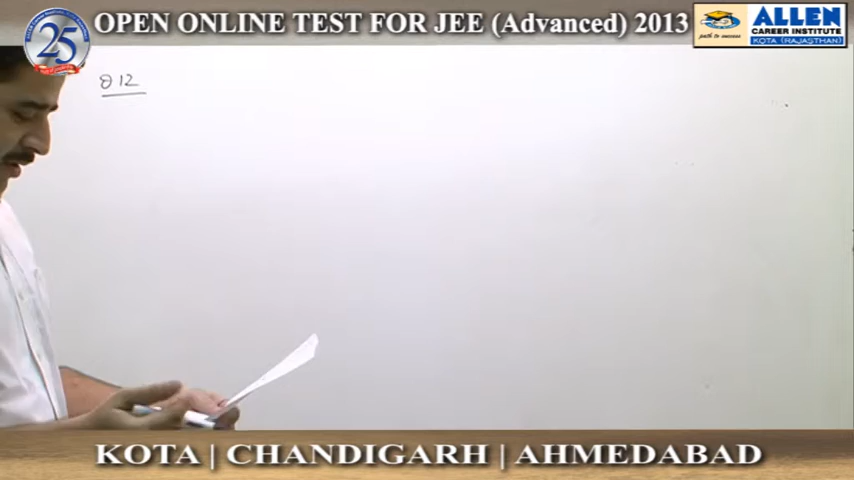 OPEN ONLINE TEST FOR JEE (Advanced) 2013
path to success
ALLEN
CAREER INSTITUTE
KOTA (RAJASTHAN)
25
Q 12
KOTA | CHANDIGARH | AHMEDABAD